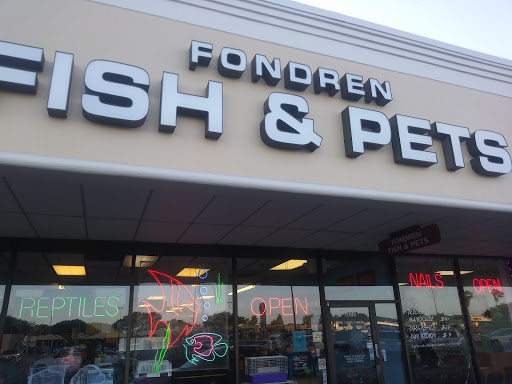 FONDREN
FISH & PETS
FONDREN
FISH & PETS
REPTILES
OPEN
NAILS
OPEN